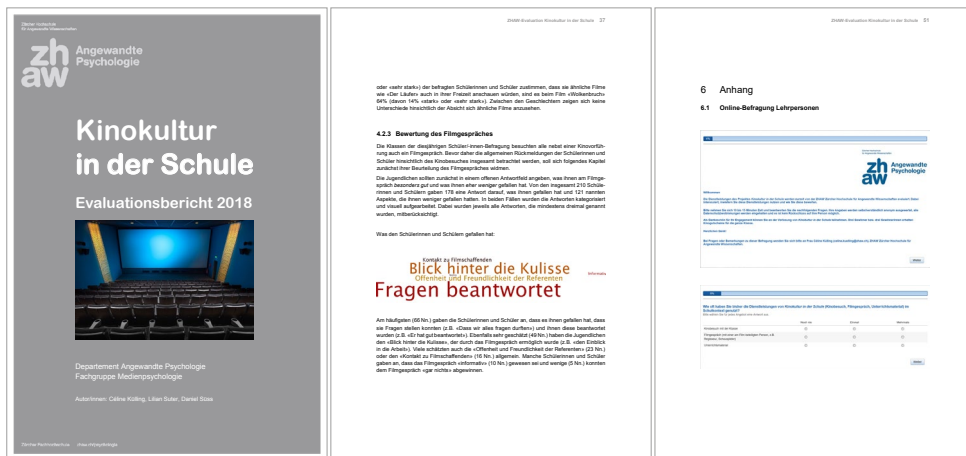 Zürcher Hochschule
für Angewandte Wissenschaften
zh
aw
Angewandte
Psychologie
Kinokultur
in der Schule
Evaluationsbericht 2018
Departement Angewandte Psychologie
Fachgruppe Medienpsychologie
AutorInnen: Céline Külling, Lilian Suter, Daniel Süss
Zürcher Fachhochschule
ZHAW-Evaluation Kinokultur in der Schule 37
oder «sehr stark») der befragten Schülerinnen und Schüler zustimmen, dass sie ähnliche Filme
wie «Der Läufer» auch in ihrer Freizeit anschauen würden, sind es beim Film «Wolkenbruch»
64% (davon 14% «stark» oder «sehr stark»). Zwischen den Geschlechtern zeigen sich keine
Unterschiede hinsichtlich der Absicht sich ähnliche Filme anzusehen.
4.2.3 Bewertung des Filmgespräches
Die Klassen der diesjährigen Schüler/-innen-Befragung besuchten alle nebst einer Kinovorfüh-
rung auch ein Filmgespräch. Bevor daher die allgemeinen Rückmeldungen der Schülerinnen und
Schüler hinsichtlich des Kinobesuches insgesamt betrachtet werden, soll sich folgendes Kapitel
zunächst ihrer Beurteilung des Filmgespräches widmen.
Die Jugendlichen sollten zunächst in einem offenen Antwortfeld angeben, was ihnen am Filmge-
spräch besonders gut und was ihnen eher weniger gefallen hat. Von den insgesamt 210 Schüle-
rinnen und Schülern gaben 178 eine Antwort darauf, was ihnen gefallen hat und 121 nannten
Aspekte, die ihnen weniger gefallen hatten. In beiden Fällen wurden die Antworten kategorisiert
und visuell aufgearbeitet. Dabei wurden jeweils alle Antworten, die mindestens dreimal genannt
wurden, mitberücksichtigt.
Was den Schülerinnen und Schülern gefallen hat:
Kontakt zu Filmschaffenden
Blick hinter die Kulisse
Offenheit und Freundlichkeit der Referenten
Informativ
Fragen beantwortet
Am häufigsten (66 Nn.) gaben die Schülerinnen und Schüler an, dass es ihnen gefallen hat, dass
sie Fragen stellen konnten (z.B. «Dass wir alles fragen durften») und ihnen diese beantwortet
wurden (z.B. «Er hat gut beantwortet»). Ebenfalls sehr geschätzt (49 Nn.) haben die Jugendlichen
den «Blick hinter die Kulisse», der durch das Filmgespräch ermöglich wurde (z.B. «den Einblick
in die Arbeit»). Viele schätzten auch die «Offenheit und Freundlichkeit der Referenten» (23 Nn.)
oder den «Kontakt zu Filmschaffenden» (16 Nn.) allgemein. Manche Schülerinnen und Schüler
gaben an, dass das Filmgespräch «informativ» (10 Nn.) gewesen sei und wenige (5 Nn.) konnten
dem Filmgespräch «gar nichts» abgewinnen.
ZHAW-Evaluation Kinokultur in der Schule 61
6 Anhang
6.1 Online-Befragung Lehrpersonen
zh
aw
Angewandte
Psychologie
Willkommen
Herzlichen Dank!